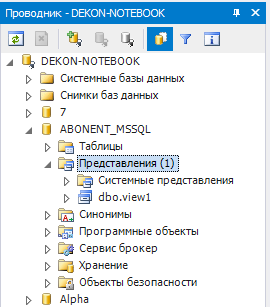 Проводник - DEKON-NOTEBOOK
DEKON-NOTEBOOK
Системные базы данных
Снимки баз данных
7
ABONENT_MSSQL
Таблицы
Представления (1)
Системные представления
dbo.view1
Синонимы
Программные объекты
Сервис брокер
Хранение
Объекты безопасности
Alpha